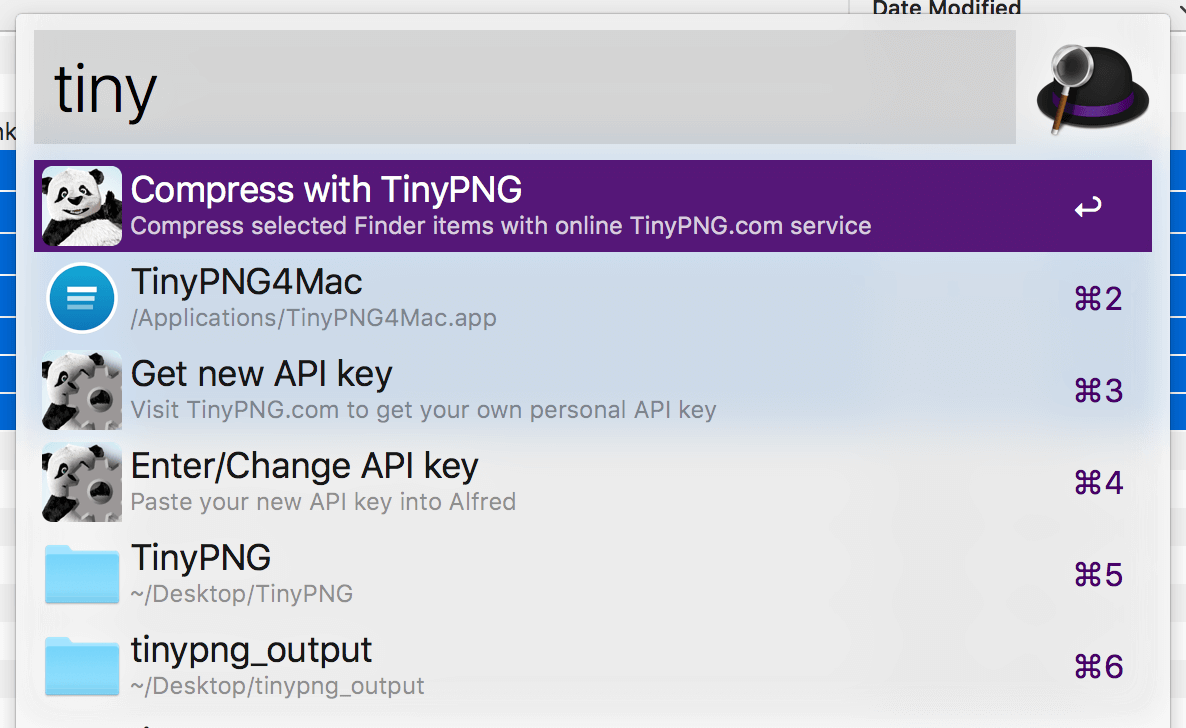 Date Modified
tiny
nk
Compress with TinyPNG
Compress selected Finder items with online TinyPNG.com service
TinyPNG4Mac
/Applications/TinyPNG4Mac.app
⌘2
Get new API key
Visit TinyPNG.com to get your own personal API key
⌘3
Enter/Change API key
Paste your new API key into Alfred
⌘4
TinyPNG
~/Desktop/TinyPNG
⌘5
tinypng_output
~/Desktop/tinypng_output
⌘6